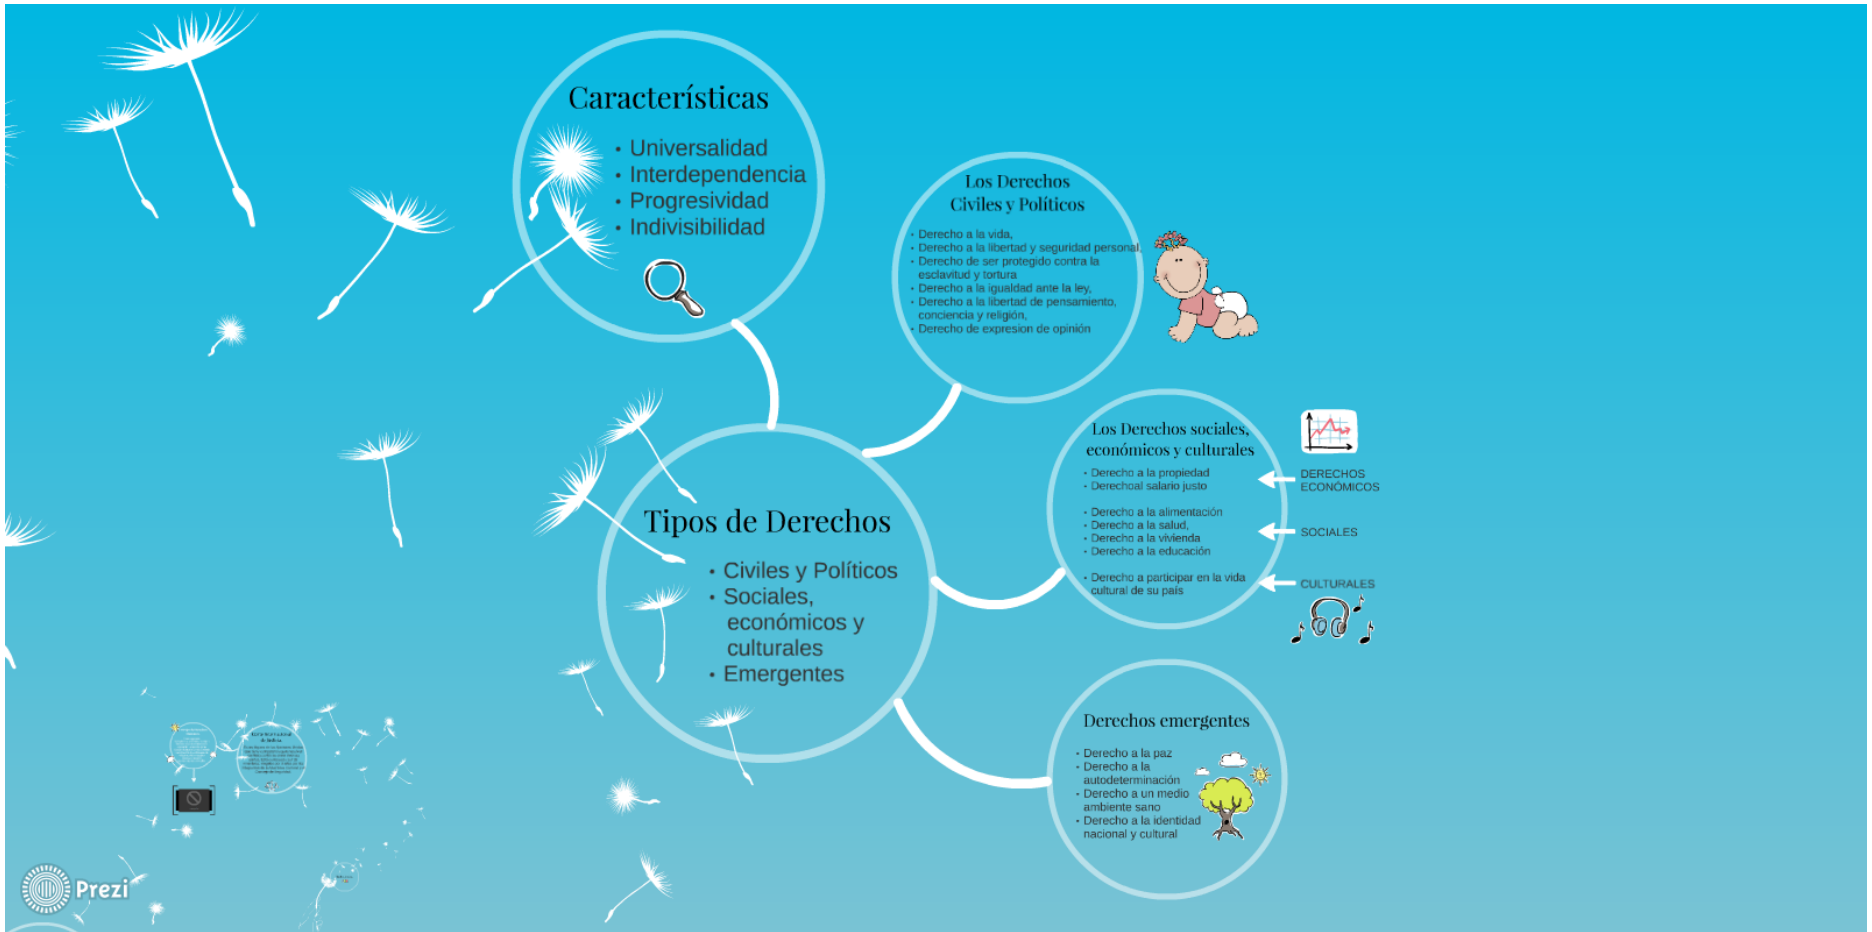 Características
• Universalidad
• Interdependencia
• Progresividad
• Indivisibilidad
Los Derechos
Civiles y Políticos
• Derecho a la vida,
• Derecho a la libertad y seguridad personal,
• Derecho de ser protegido contra la
esclavitud y tortura
• Derecho a la igualdad ante la ley,
• Derecho a la libertad de pensamiento,
conciencia y religión,
• Derecho de expresion de opinión
Los Derechos sociales,
económicos y culturales
• Derecho a la propiedad
• Derechoal salario justo
• Derecho a la alimentación
• Derecho a la salud,
• Derecho a la vivienda
• Derecho a la educación
• Derecho a participar en la vida
cultural de su país
DERECHOS
ECONÓMICOS
SOCIALES
CULTURALES
Tipos de Derechos
• Civiles y Políticos
• Sociales,
económicos y
culturales
• Emergentes
Derechos emergentes
• Derecho a la paz
• Derecho a la
autodeterminación
• Derecho a un medio
ambiente sano
• Derecho a la identidad
nacional y cultural
Prezi